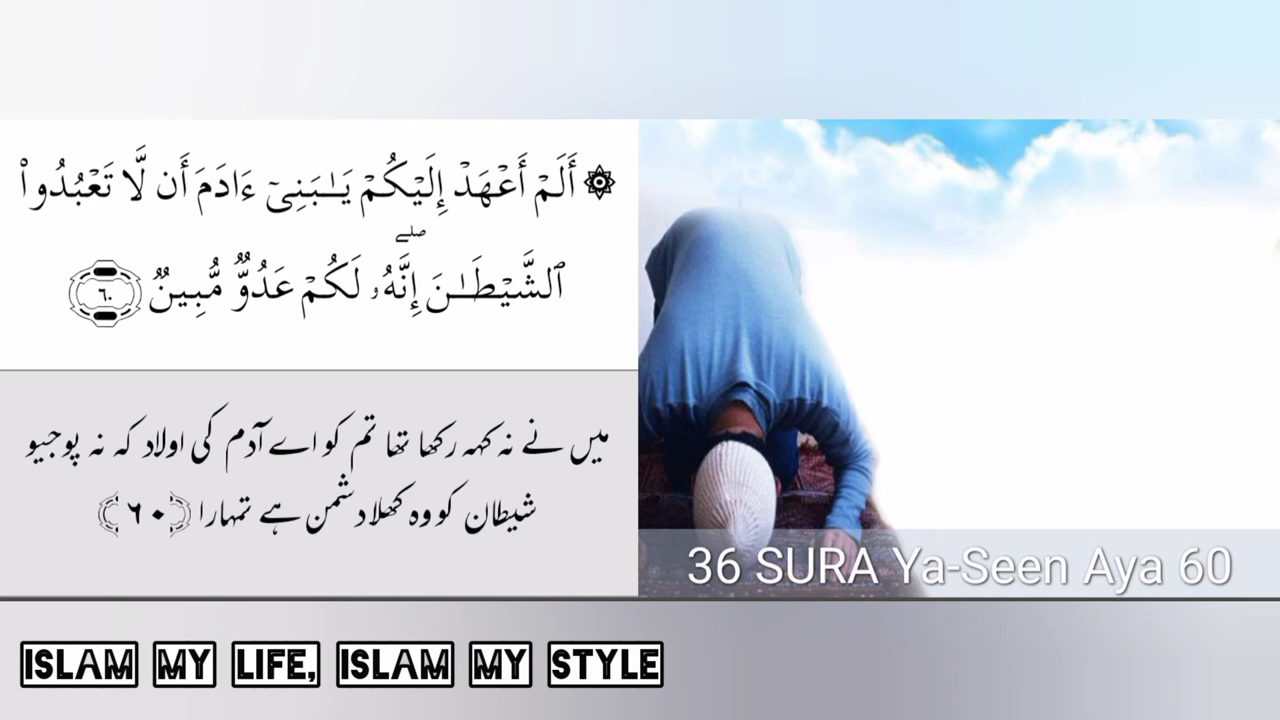 ۞ أَلَمْ أَعْهَدْ إِلَيْكُمْ يَـٰبَنِىٓ ءَادَمَ أَن لَّا تَعْبُدُوا۟
ٱلشَّيْطَـٰنَ ۖ إِنَّهُۥ لَكُمْ عَدُوٌّ مُّبِينٌ ٦٠
میں نے نہ کہہ رکھا تھا تم کو اے آدم کی اولاد کہ نہ پوجیو
شیطان کو وہ کھلا دشمن ہے تمہارا ﴿۶۰﴾
36 SURA Ya-Seen Aya 60
ISLAM MY LIFE, ISLAM MY STYLE